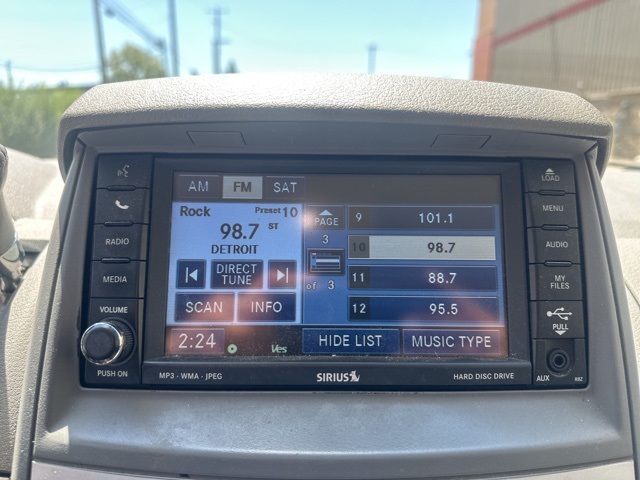 AM FM SAT
LOAD
Rock Preset 10
98.7 ST
DETROIT
PAGE
3
of 3
9 101.1
10 98.7
11 88.7
12 95.5
DIRECT
TUNE
SCAN INFO
2:24
HIDE LIST MUSIC TYPE
RADIO
MEDIA
VOLUME
PUSH ON
MENU
AUDIO
MY
FILES
PULL
AUX RBZ
MP3 · WMA · JPEG SIRIUS HARD DISC DRIVE